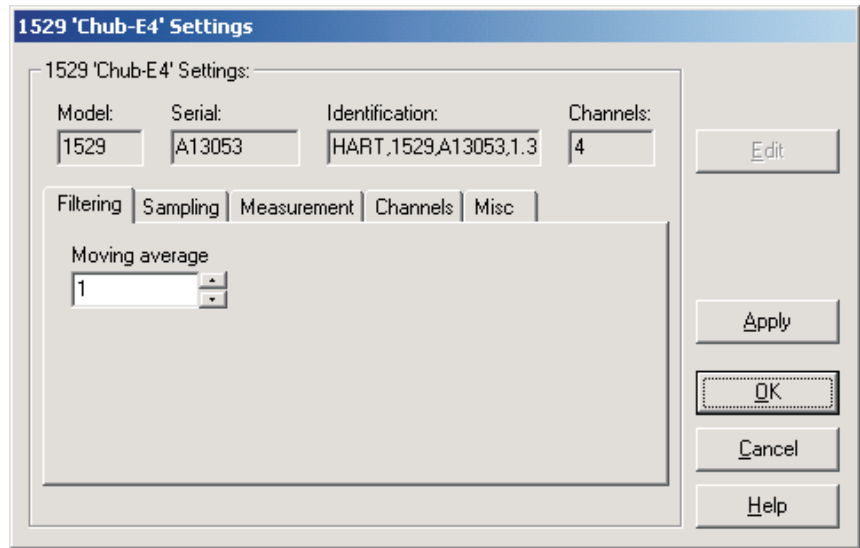 1529 'Chub-E4' Settings
1529 'Chub-E4' Settings:
Model: Serial: Identification: Channels:
1529 A13053 HART,1529,A13053,1.3 4
Edit
Filtering Sampling Measurement Channels Misc
Moving average
1
Apply
OK
Cancel
Help